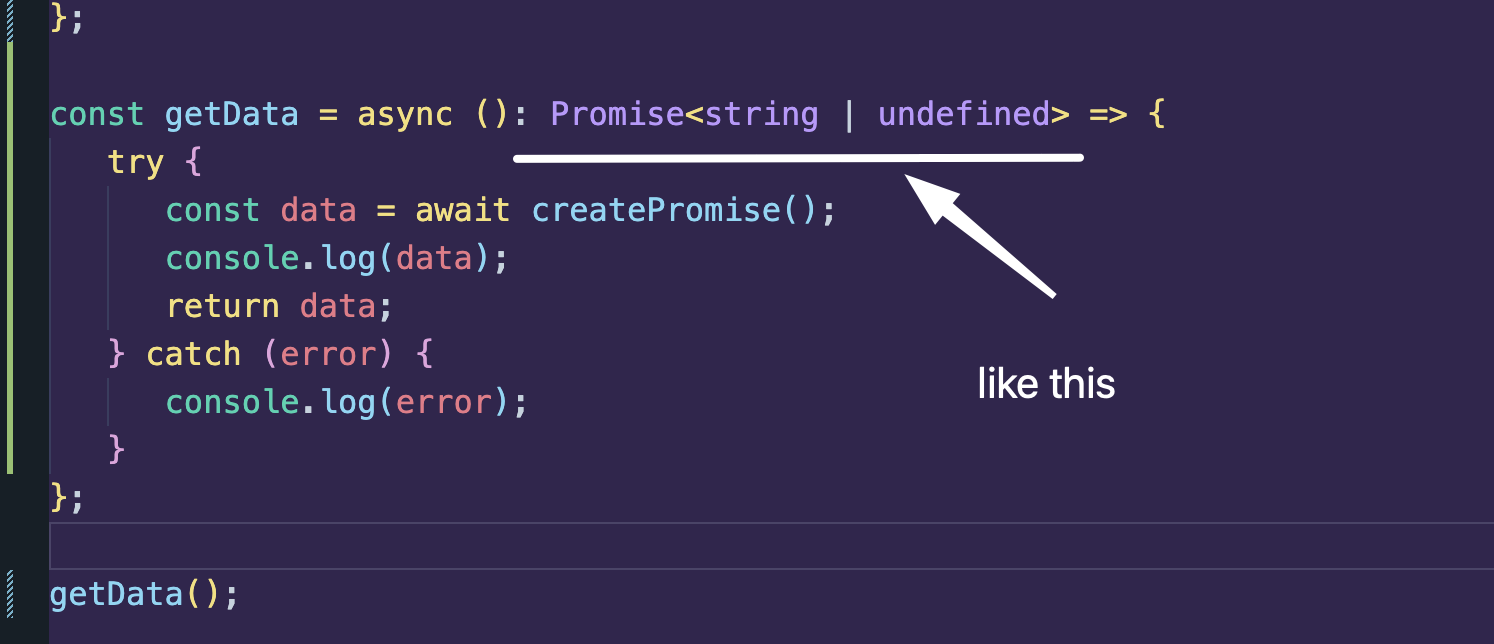 };
const getData = async (): Promise<string | undefined> => {
try {
const data = await createPromise();
console.log(data);
return data;
} catch (error) {
like this
console.log(error);
}
};
getData();